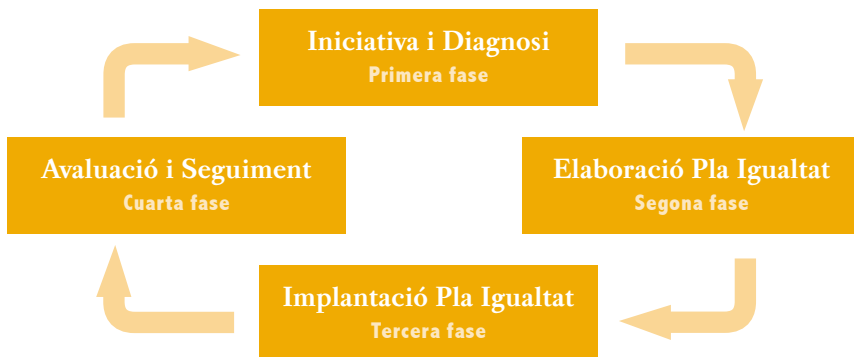 Iniciativa i Diagnosi
Primera fase
Avaluació i Seguiment
Cuarta fase
Elaboració Pla Igualtat
Segona fase
Implantació Pla Igualtat
Tercera fase